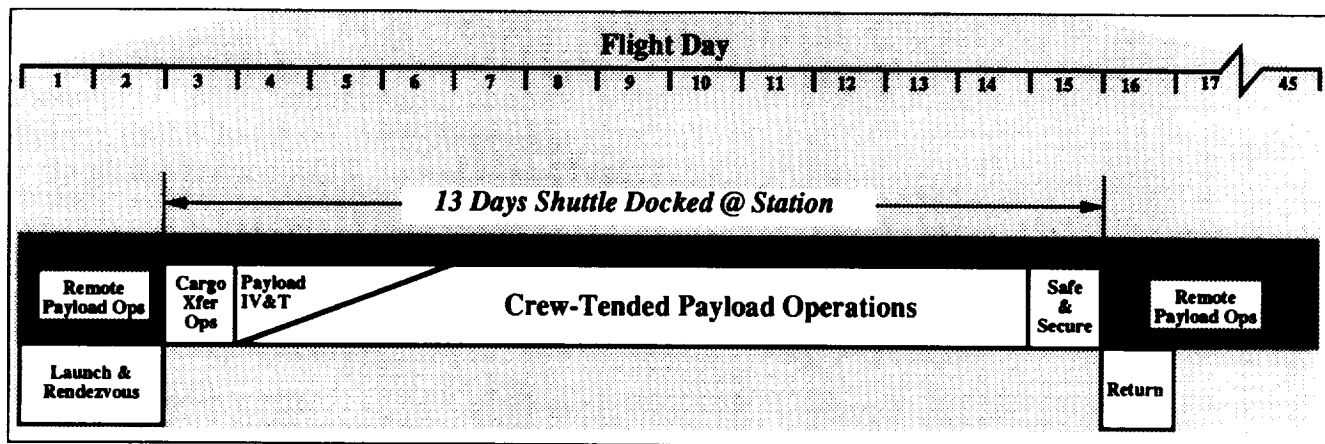 Flight Day
1 2 3 4 5 6 7 8 9 10 11 12 13 14 15 16 17 45
13 Days Shuttle Docked @ Station
Remote
Payload Ops
Cargo
Xfer
Ops
Payload
IV&T
Crew-Tended Payload Operations
Safe
&
Secure
Remote
Payload Ops
Launch &
Rendezvous
Return